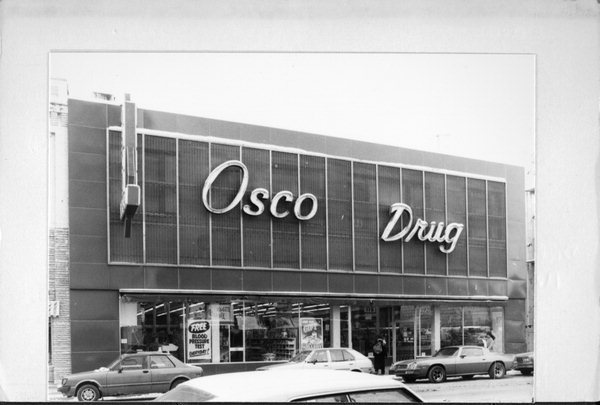 Osco Drug
FREE
BLOOD
PRESSURE
TEST